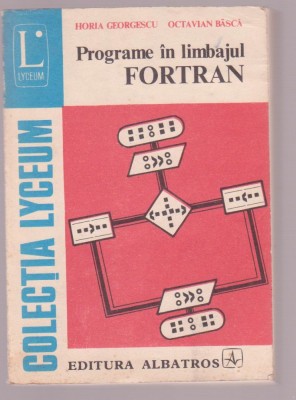 HORIA GEORGESCU OCTAVIAN BÂSCĂ
L
LYCEUM
Programe în limbajul
FORTRAN
COLECȚIA LYCEUM
EDITURA ALBATROS